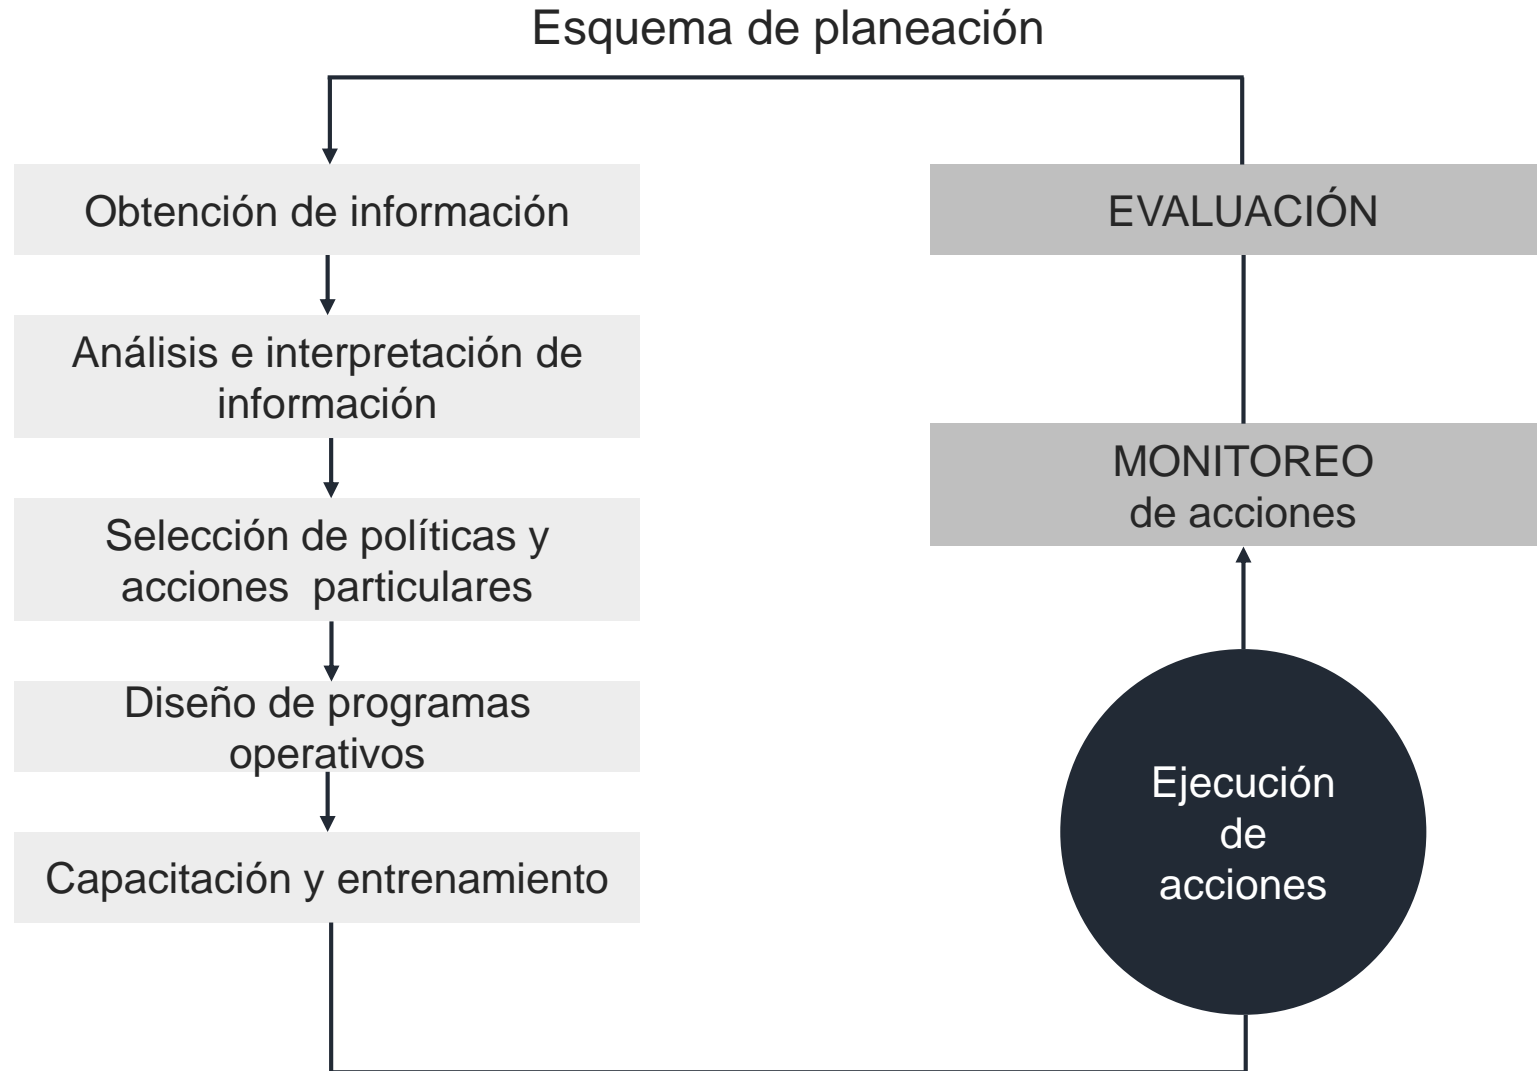 Esquema de planeación
Obtención de información
Análisis e interpretación de
información
Selección de políticas y
acciones particulares
Diseño de programas
operativos
Capacitación y entrenamiento
EVALUACIÓN
MONITOREO
de acciones
Ejecución
de
acciones